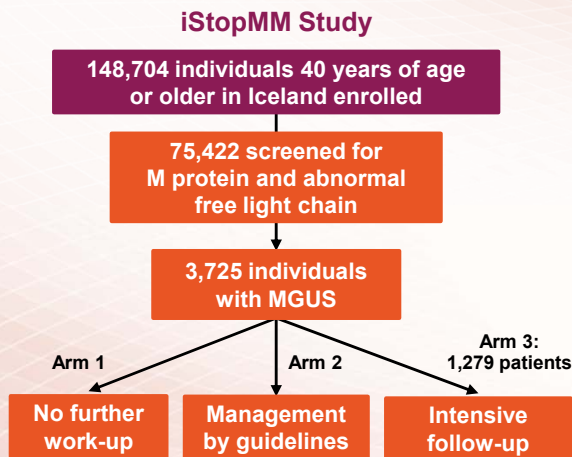 iStopMM Study
148,704 individuals 40 years of age
or older in Iceland enrolled
75,422 screened for
M protein and abnormal
free light chain
3,725 individuals
with MGUS
Arm 1
Arm 2
Arm 3:
1,279 patients
No further
work-up
Management
by guidelines
Intensive
follow-up